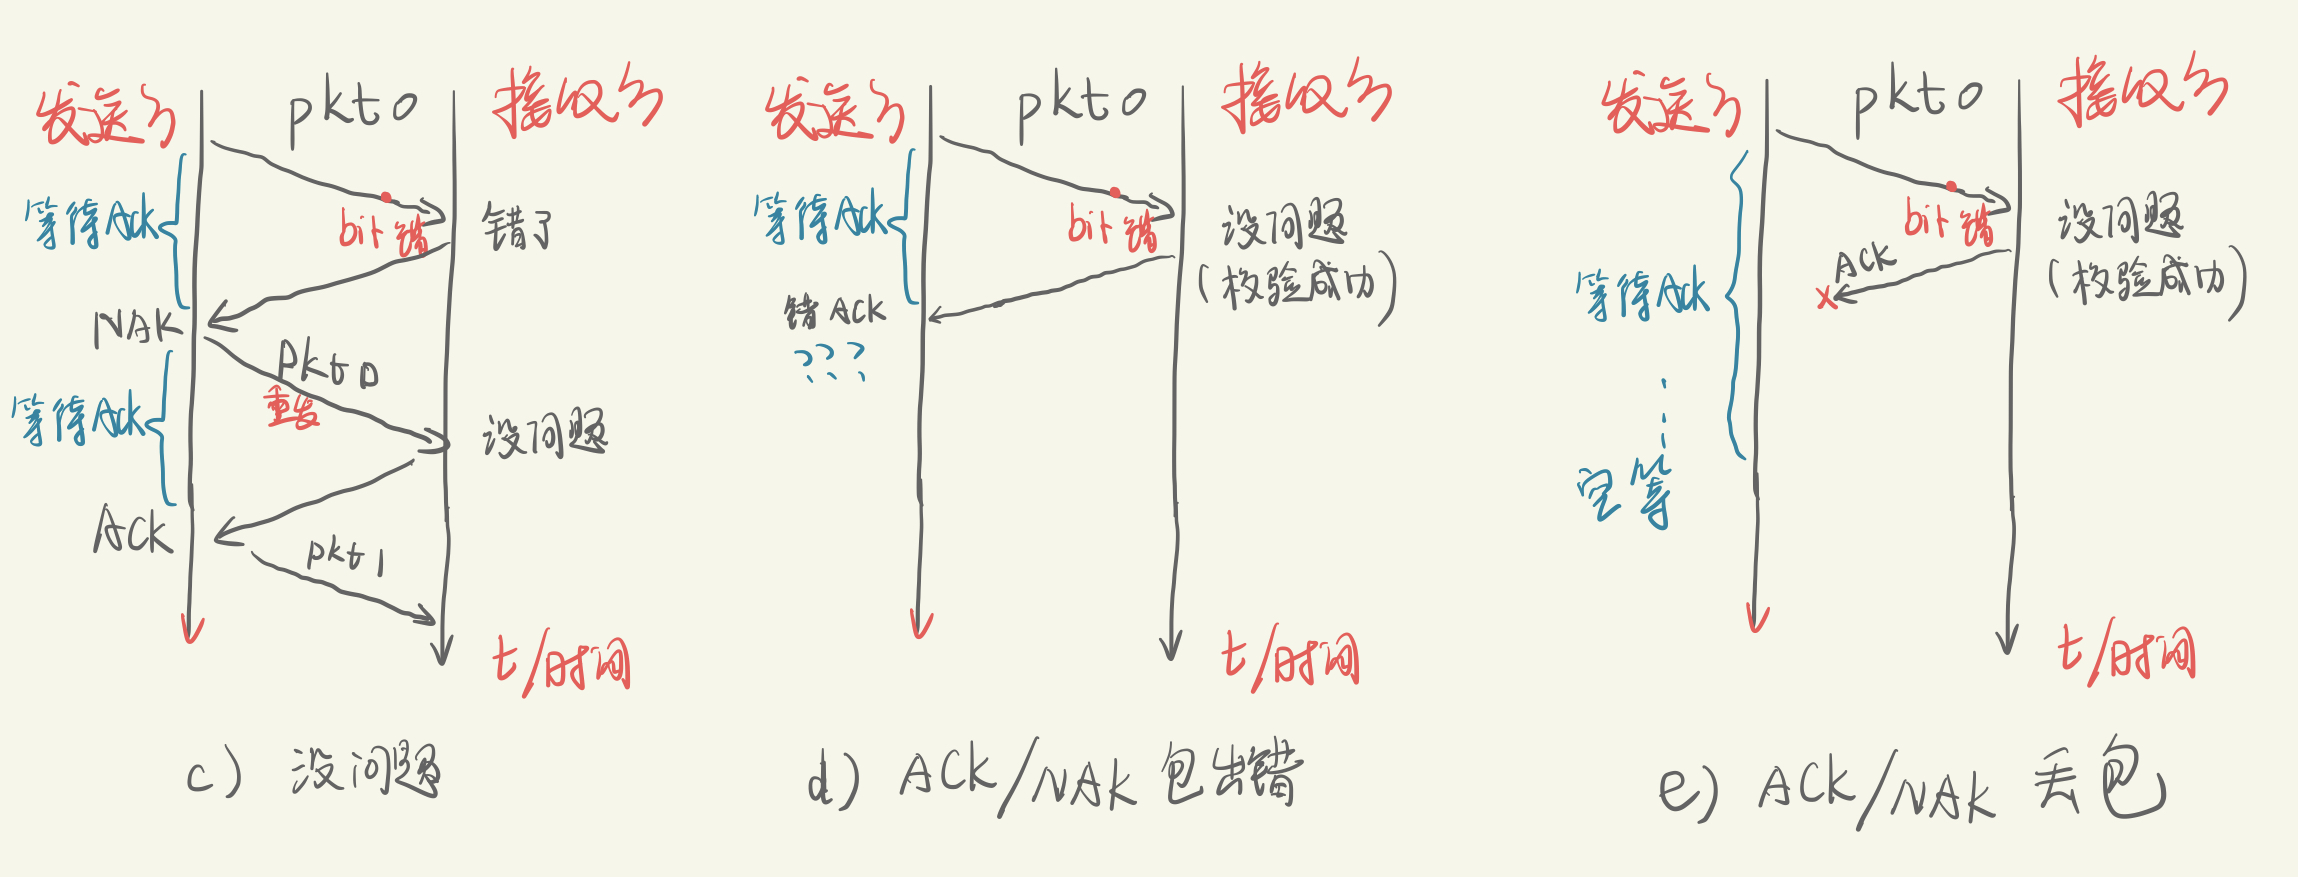 发送方
pkt0
接收方
等待Ack
bit错
错了
NAK
pkt0
重发
等待Ack
没问题
ACK
pkt1
t/时间
c) 没问题
发送方
pkt0
接收方
等待Ack
bit错
没问题
(校验成功)
错ACK
???
t/时间
d) ACK/NAK 包出错
发送方
pkt0
接收方
bit错
没问题
(校验成功)
ACK
x
等待Ack
空等
t/时间
e) ACK/NAK 丢包